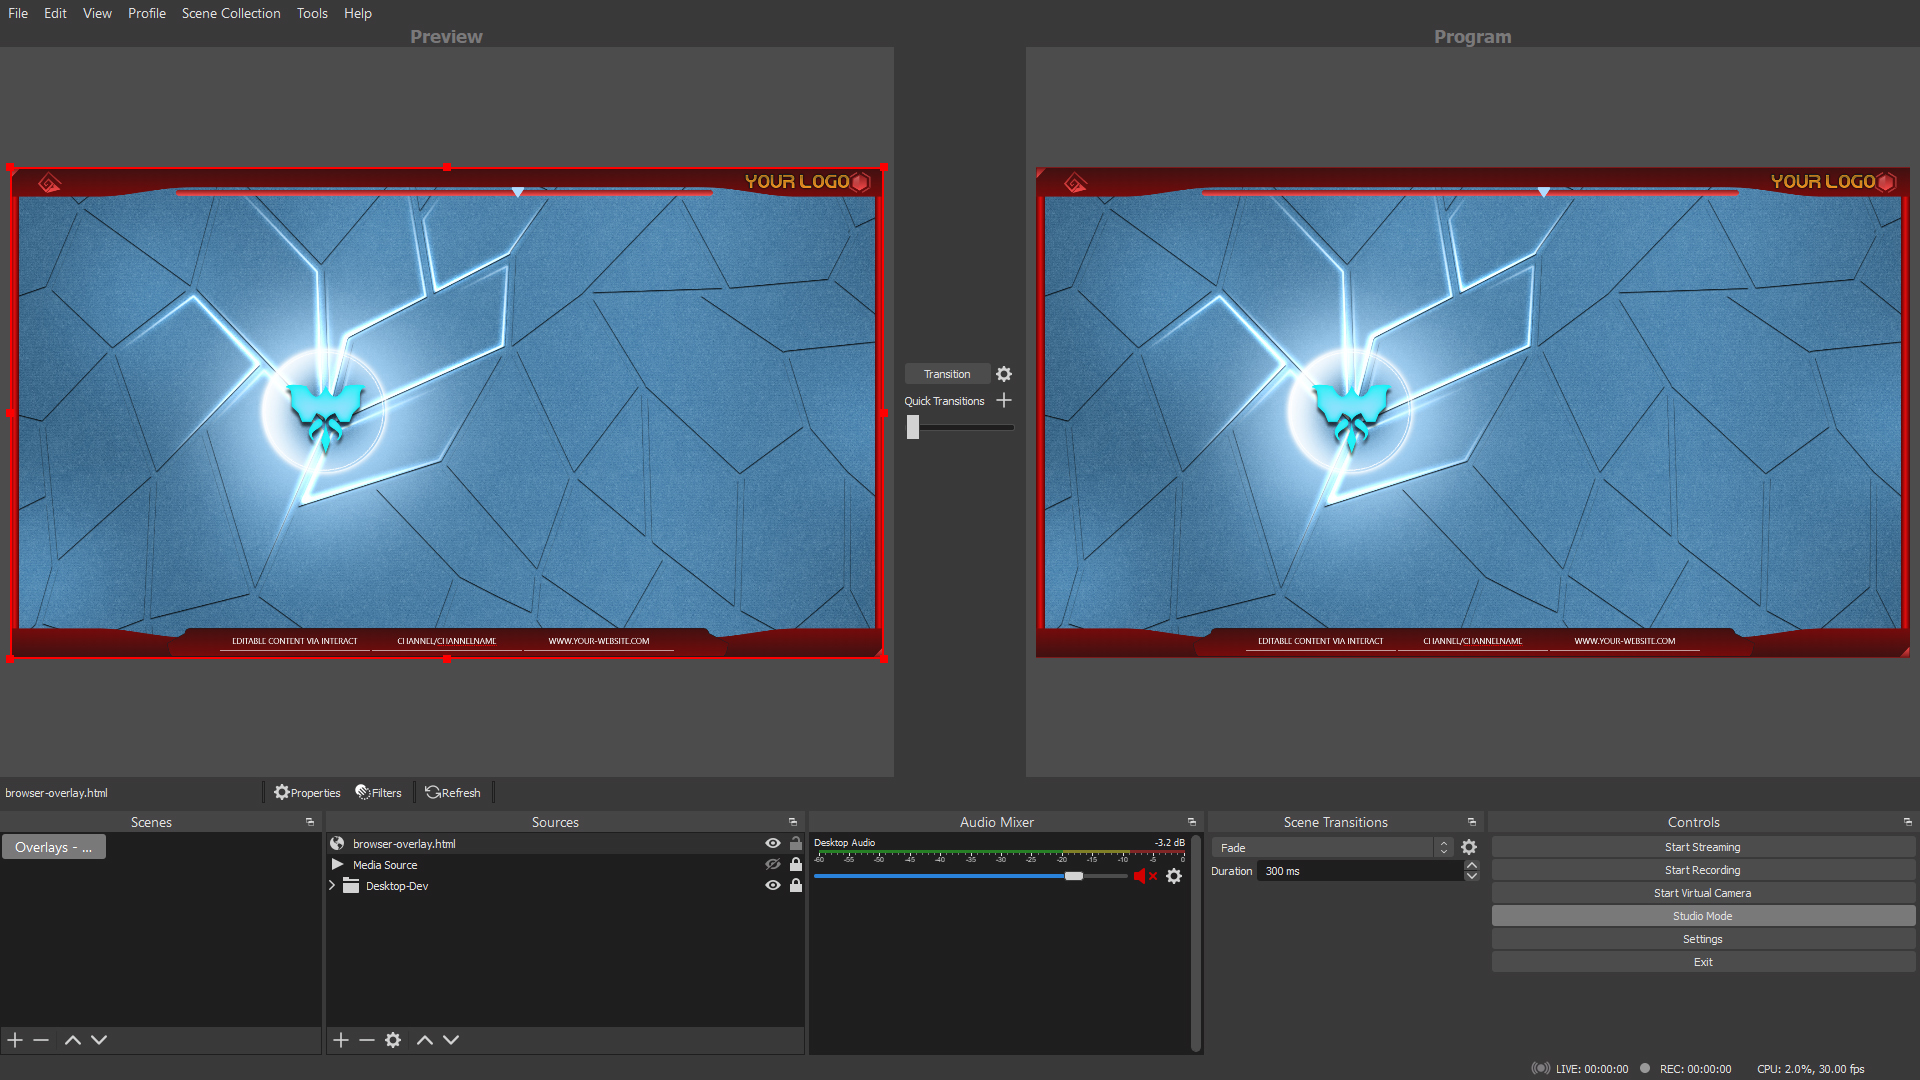 File Edit View Profile Scene Collection Tools Help
Preview
Program
YOUR LOGO
EDITABLE CONTENT VIA INTERACT CHANNEL/CHANNELNAME WWW.YOUR-WEBSITE.COM
Transition
Quick Transitions
YOUR LOGO
EDITABLE CONTENT VIA INTERACT CHANNEL/CHANNELNAME WWW.YOUR-WEBSITE.COM
browser-overlay.html Properties Filters Refresh
Scenes
Overlays - ...
Sources
browser-overlay.html
Media Source
Desktop-Dev
Audio Mixer
Desktop Audio -3.2 dB
-60 -55 -50 -45 -40 -35 -30 -25 -20 -15 -10 -5 0
Scene Transitions
Fade
Duration 300 ms
Controls
Start Streaming
Start Recording
Start Virtual Camera
Studio Mode
Settings
Exit
LIVE: 00:00:00 REC: 00:00:00 CPU: 2.0%, 30.00 fps